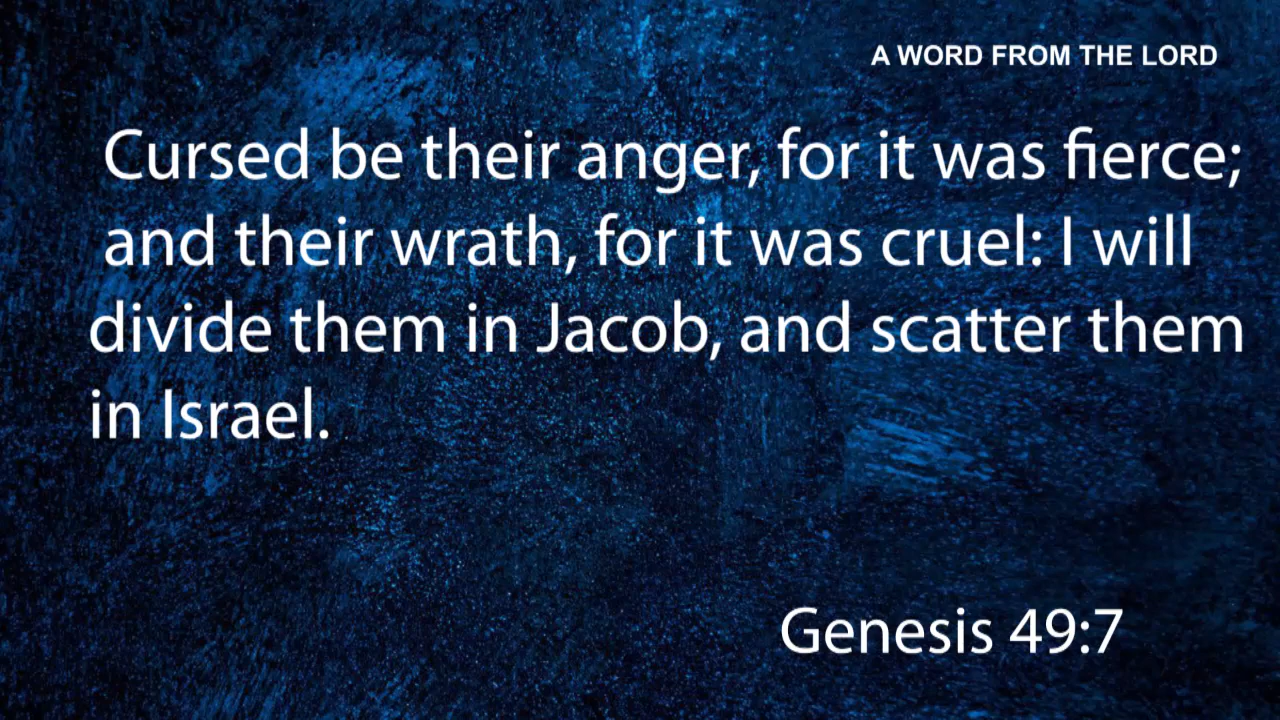 A WORD FROM THE LORD
Cursed be their anger, for it was fierce;
and their wrath, for it was cruel: I will
divide them in Jacob, and scatter them
in Israel.
Genesis 49:7